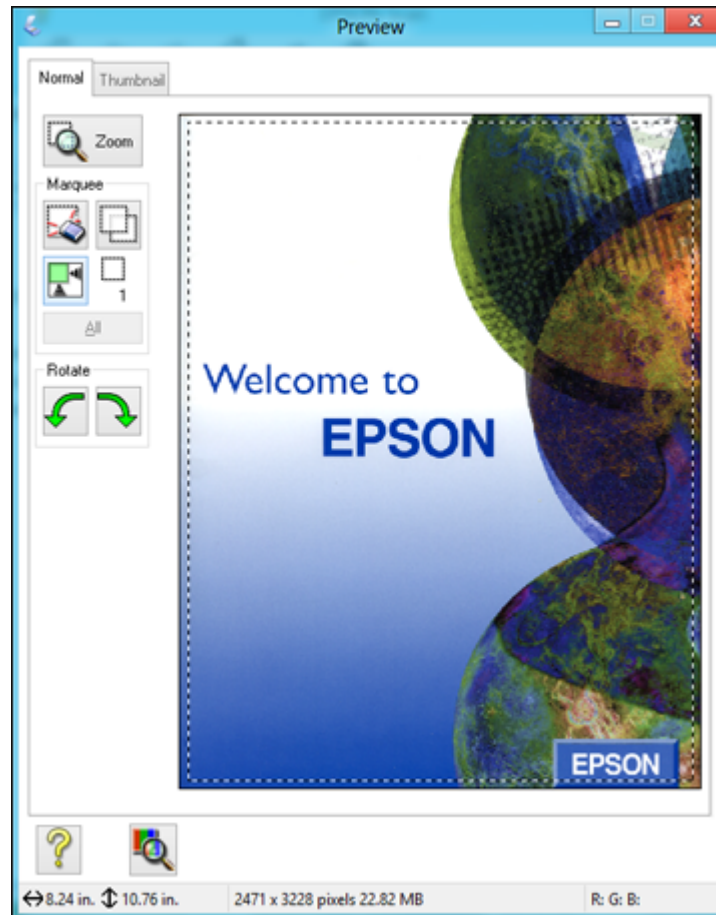 Preview
Normal Thumbnail
Zoom
Marquee
1
All
Rotate
Welcome to
EPSON
EPSON
8.24 in. 10.76 in. 2471 x 3228 pixels 22.82 MB R: G: B: